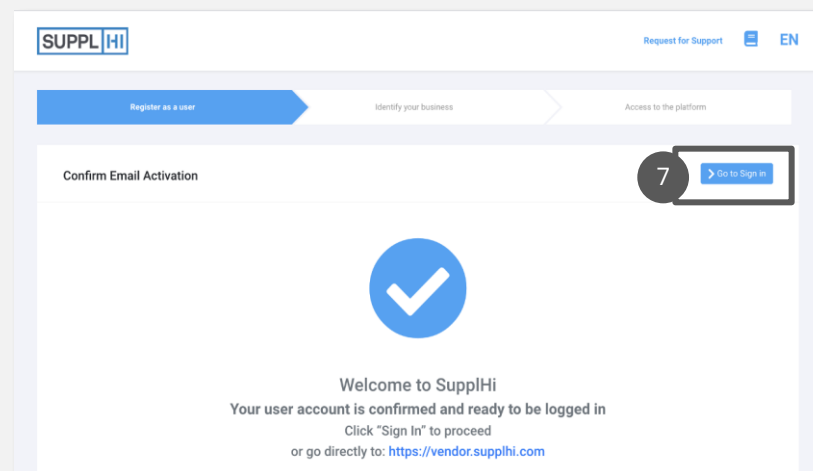 SUPPLHI
Request for Support
EN
Register as a user
Identify your business
Access to the platform
Confirm Email Activation
7
Go to Sign in
Welcome to SupplHi
Your user account is confirmed and ready to be logged in
Click "Sign In" to proceed
or go directly to: https://vendor.supplhi.com